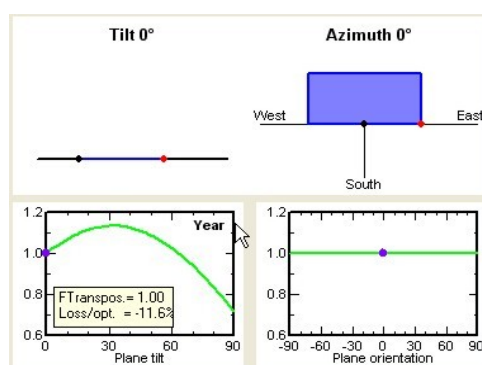 Tilt 0°
Azimuth 0°
West
East
South
1.2
Year
1.0
0.8
FTranspos.= 1.00
Loss/opt. = -11.6%
0.6
0 30 60 90
Plane tilt
1.2
1.0
0.8
0.6
-90 -60 -30 0 30 60 90
Plane orientation